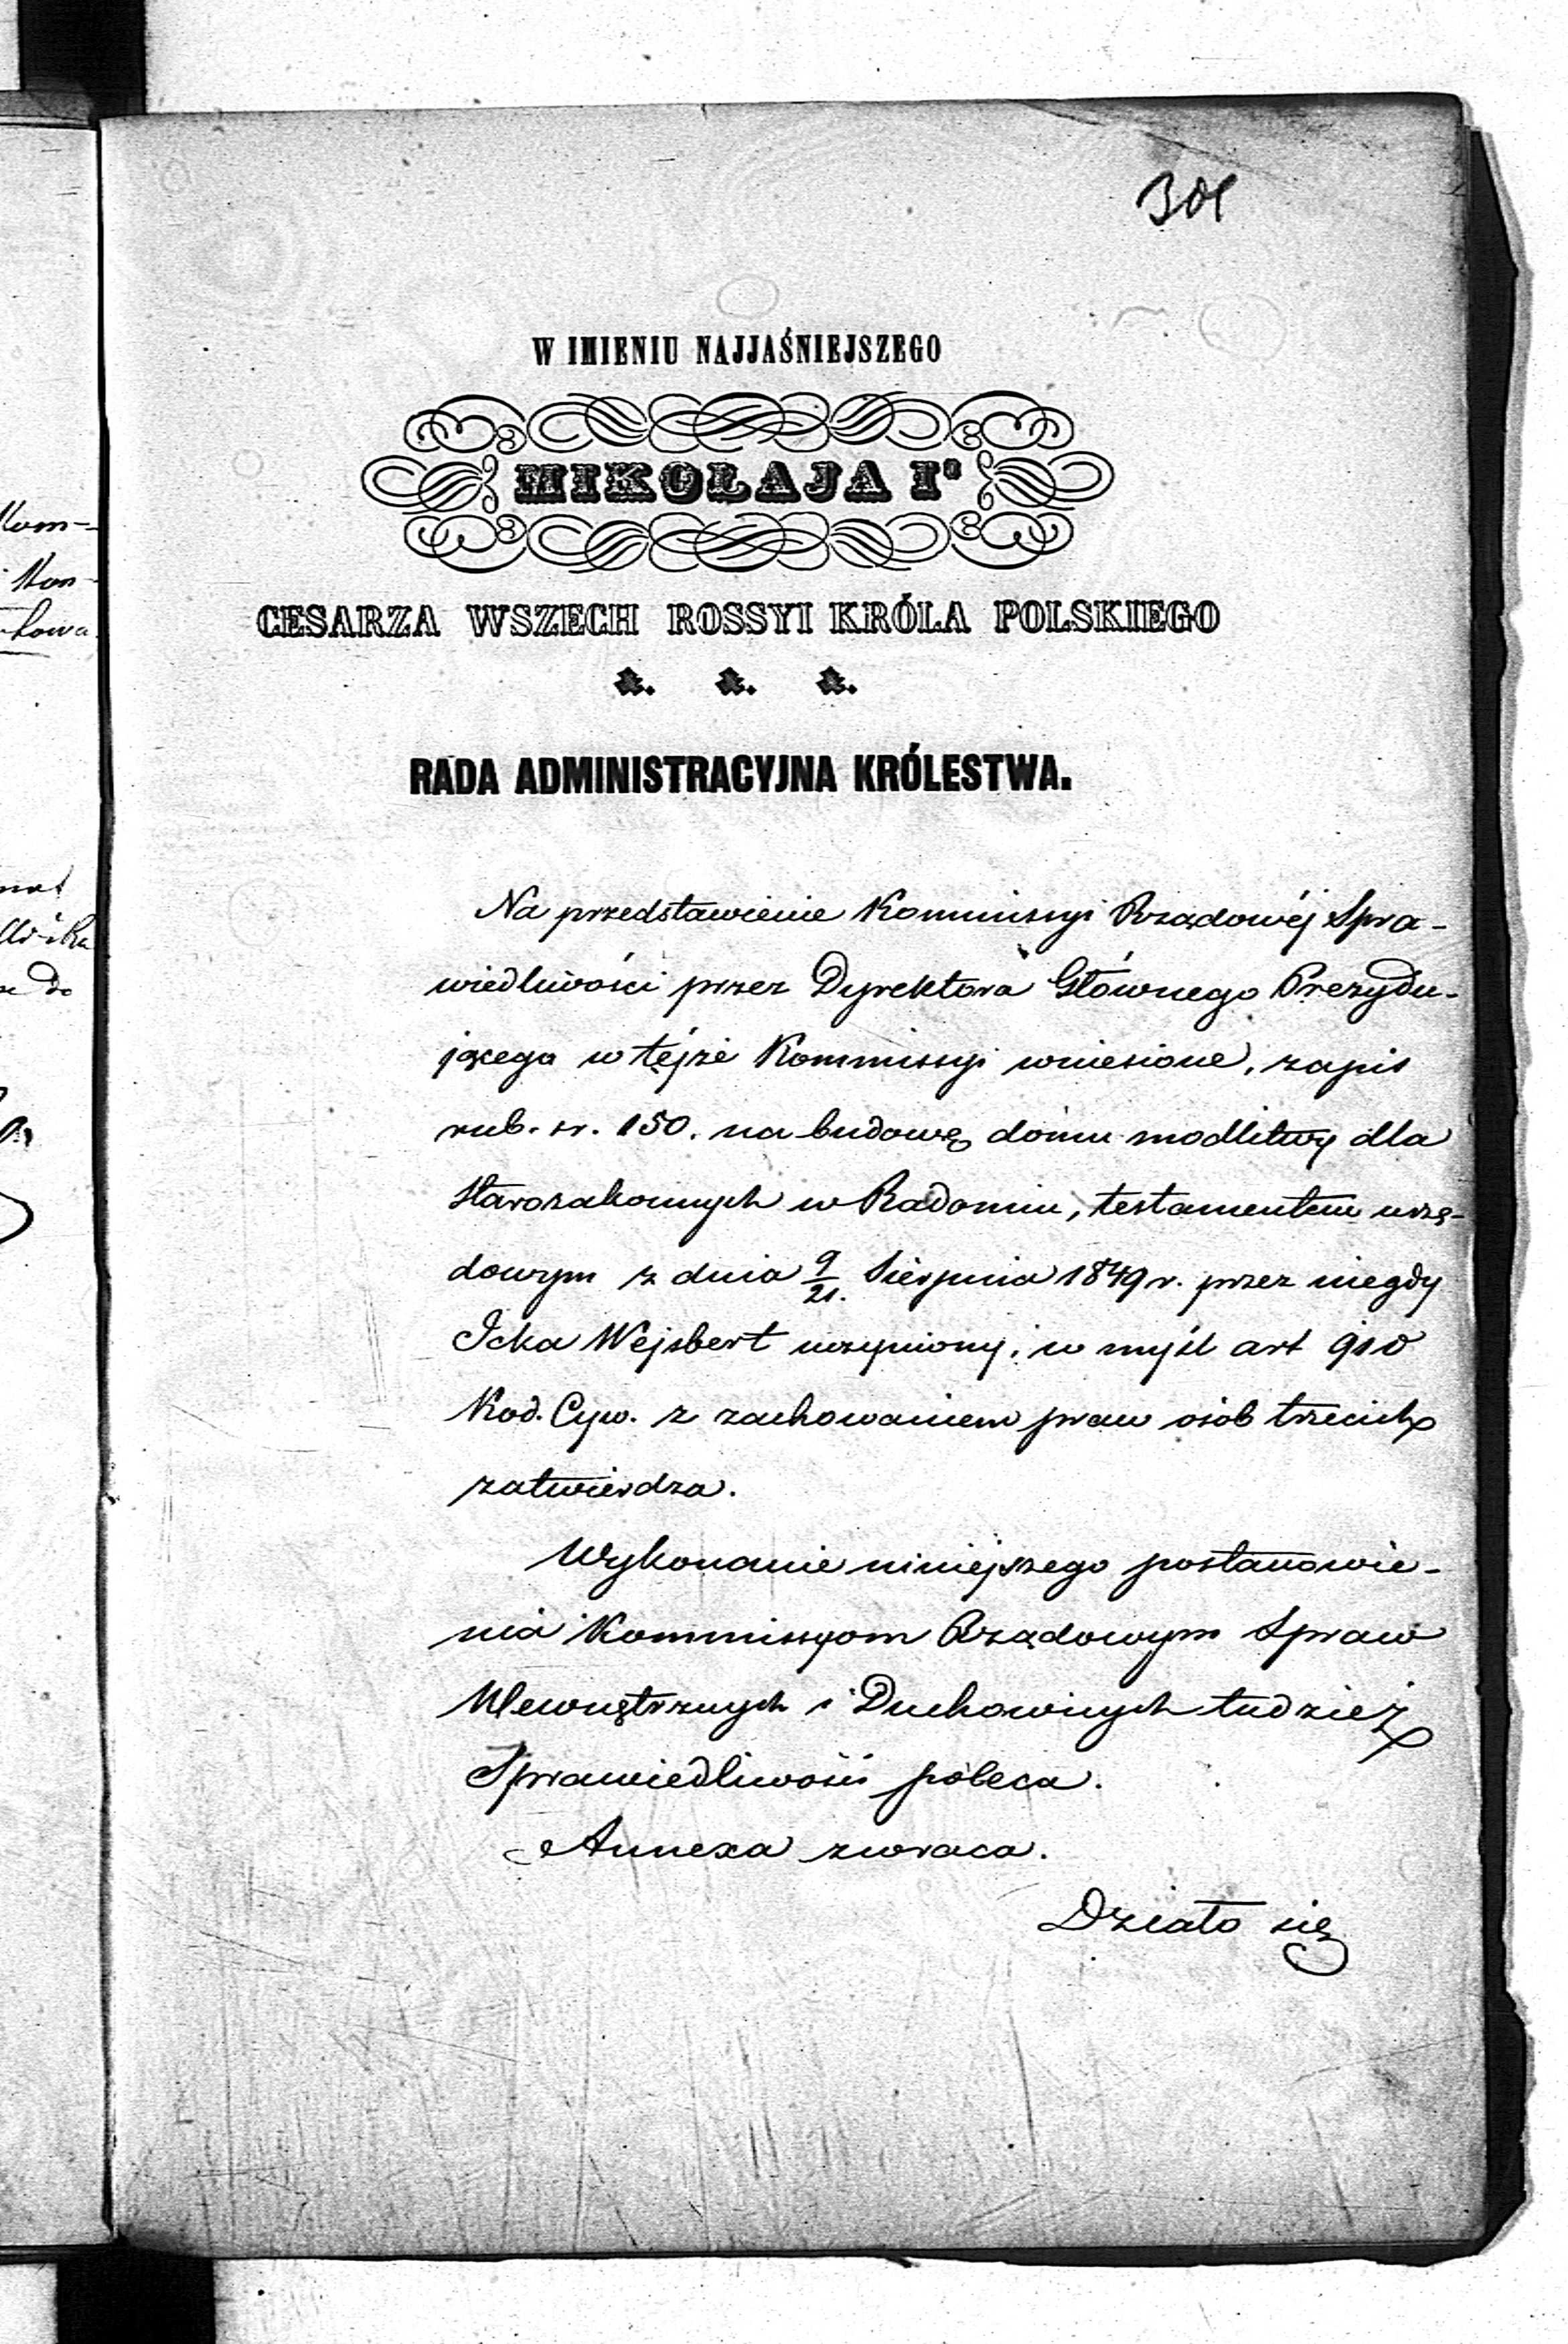 301
W IMIENIU NAJJAŚNIEJSZEGO
MIKOŁAJA Iº
CESARZA WSZECH ROSSYI KRÓLA POLSKIEGO
&. &. &.
RADA ADMINISTRACYJNA KRÓLESTWA.
Na przedstawienie Kommissyi Rządowéj Spra-
wiedliwości przez Dyrektora Głównego Prezydu-
jącego w téjże Kommissyi wniesione, zapis
rub. sr. 150. na budowę domu modlitwy dla
Starozakonnych w Radomiu, testamentem urzę-
dowym z dnia 9/21. Sierpnia 1849 r. przez niegdy
Icka Wejsbert uczyniony, w myśl art 910
Kod. Cyw. z zachowaniem praw osób trzecich
zatwierdza.
Wykonanie niniejszego postanowie-
nia Kommissyom Rządowym Spraw
Wewnętrznych i Duchownych tudzież
Sprawiedliwości poleca.
Annexa zwraca.
Działo się